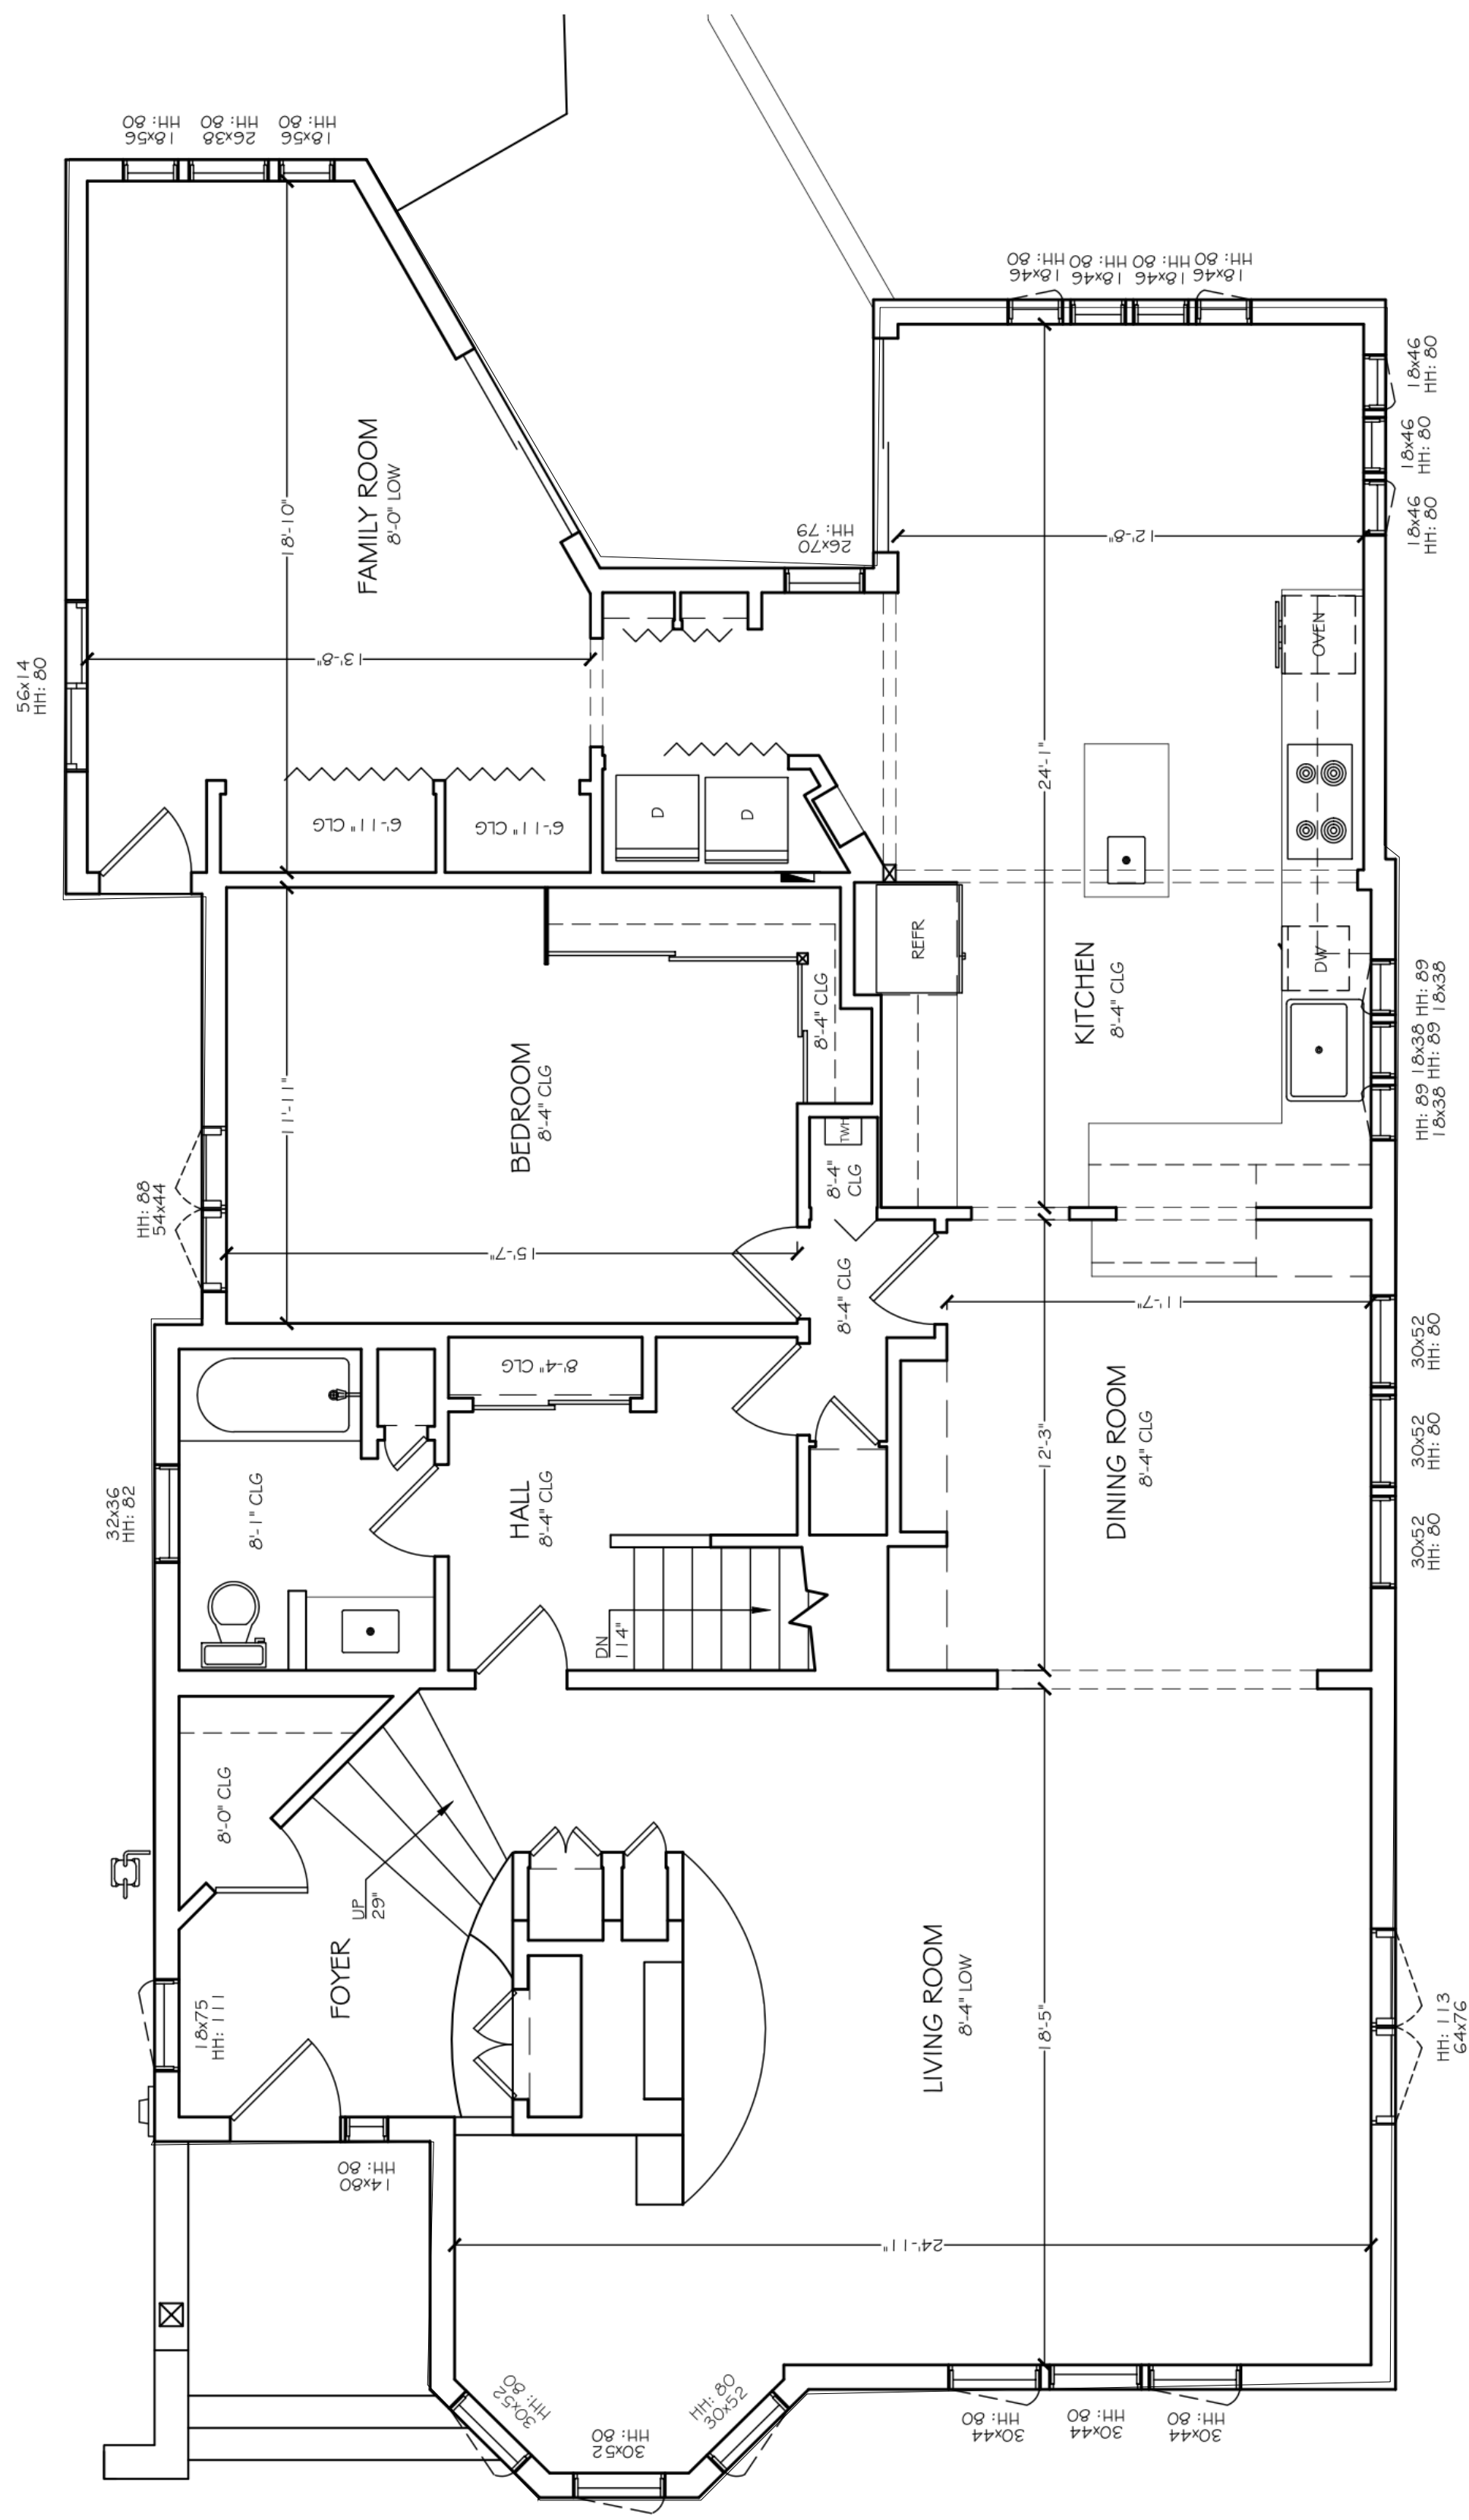 18x56
HH: 80
26x38
HH: 80
18x56
HH: 80
18x46
HH: 80
18x46
HH: 80
18x46
HH: 80
18x46
HH: 80
18x46
HH: 80
18x46
HH: 80
18x46
HH: 80
FAMILY ROOM
8'-0" LOW
18'-10"
13'-8"
56x14
HH: 80
26x70
HH: 79
12'-8"
24'-1"
OVEN
6'-11" CLG
6'-11" CLG
D
D
REFR
KITCHEN
8'-4" CLG
DW
HH: 89
18x38
18x38
HH: 89
HH: 89
18x38
BEDROOM
8'-4" CLG
11'-11"
15'-7"
8'-4" CLG
TWH
8'-4"
CLG
HH: 88
54x44
8'-4" CLG
11'-7"
8'-4" CLG
30x52
HH: 80
30x52
HH: 80
30x52
HH: 80
DINING ROOM
8'-4" CLG
12'-3"
32x36
HH: 82
8'-1" CLG
HALL
8'-4" CLG
DN
114"
8'-0" CLG
UP
29"
FOYER
18x75
HH: 111
LIVING ROOM
8'-4" LOW
18'-5"
HH: 113
64x76
14x80
HH: 80
24'-11"
30x52
HH: 80
30x52
HH: 80
HH: 80
30x52
30x44
HH: 80
30x44
HH: 80
30x44
HH: 80